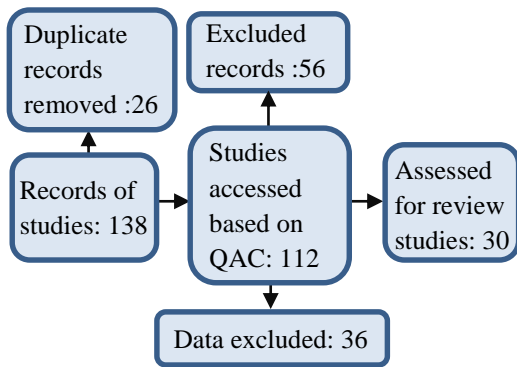 Duplicate
records
removed :26
Excluded
records :56
Records of
studies: 138
Studies
accessed
based on
QAC: 112
Assessed
for review
studies: 30
Data excluded: 36